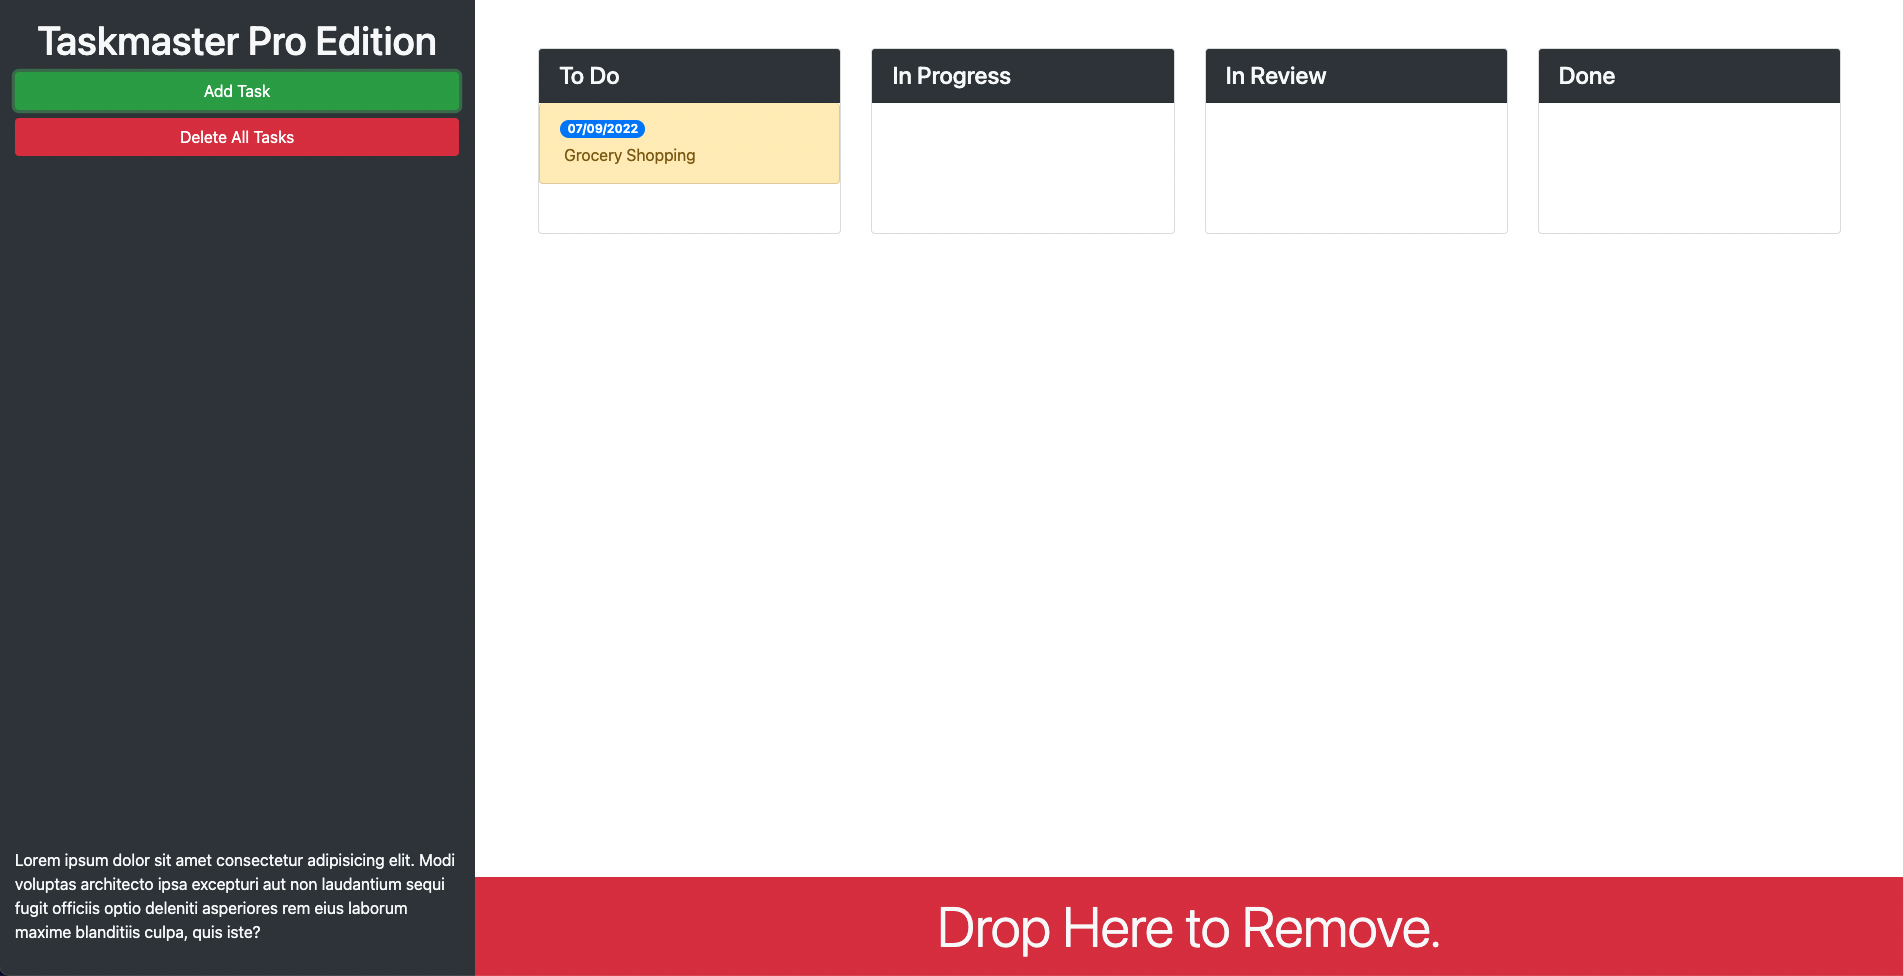 Taskmaster Pro Edition
Add Task
Delete All Tasks
Lorem ipsum dolor sit amet consectetur adipisicing elit. Modi
voluptas architecto ipsa excepturi aut non laudantium sequi
fugit officiis optio deleniti asperiores rem eius laborum
maxime blanditiis culpa, quis iste?
To Do
07/09/2022
Grocery Shopping
In Progress
In Review
Done
Drop Here to Remove.